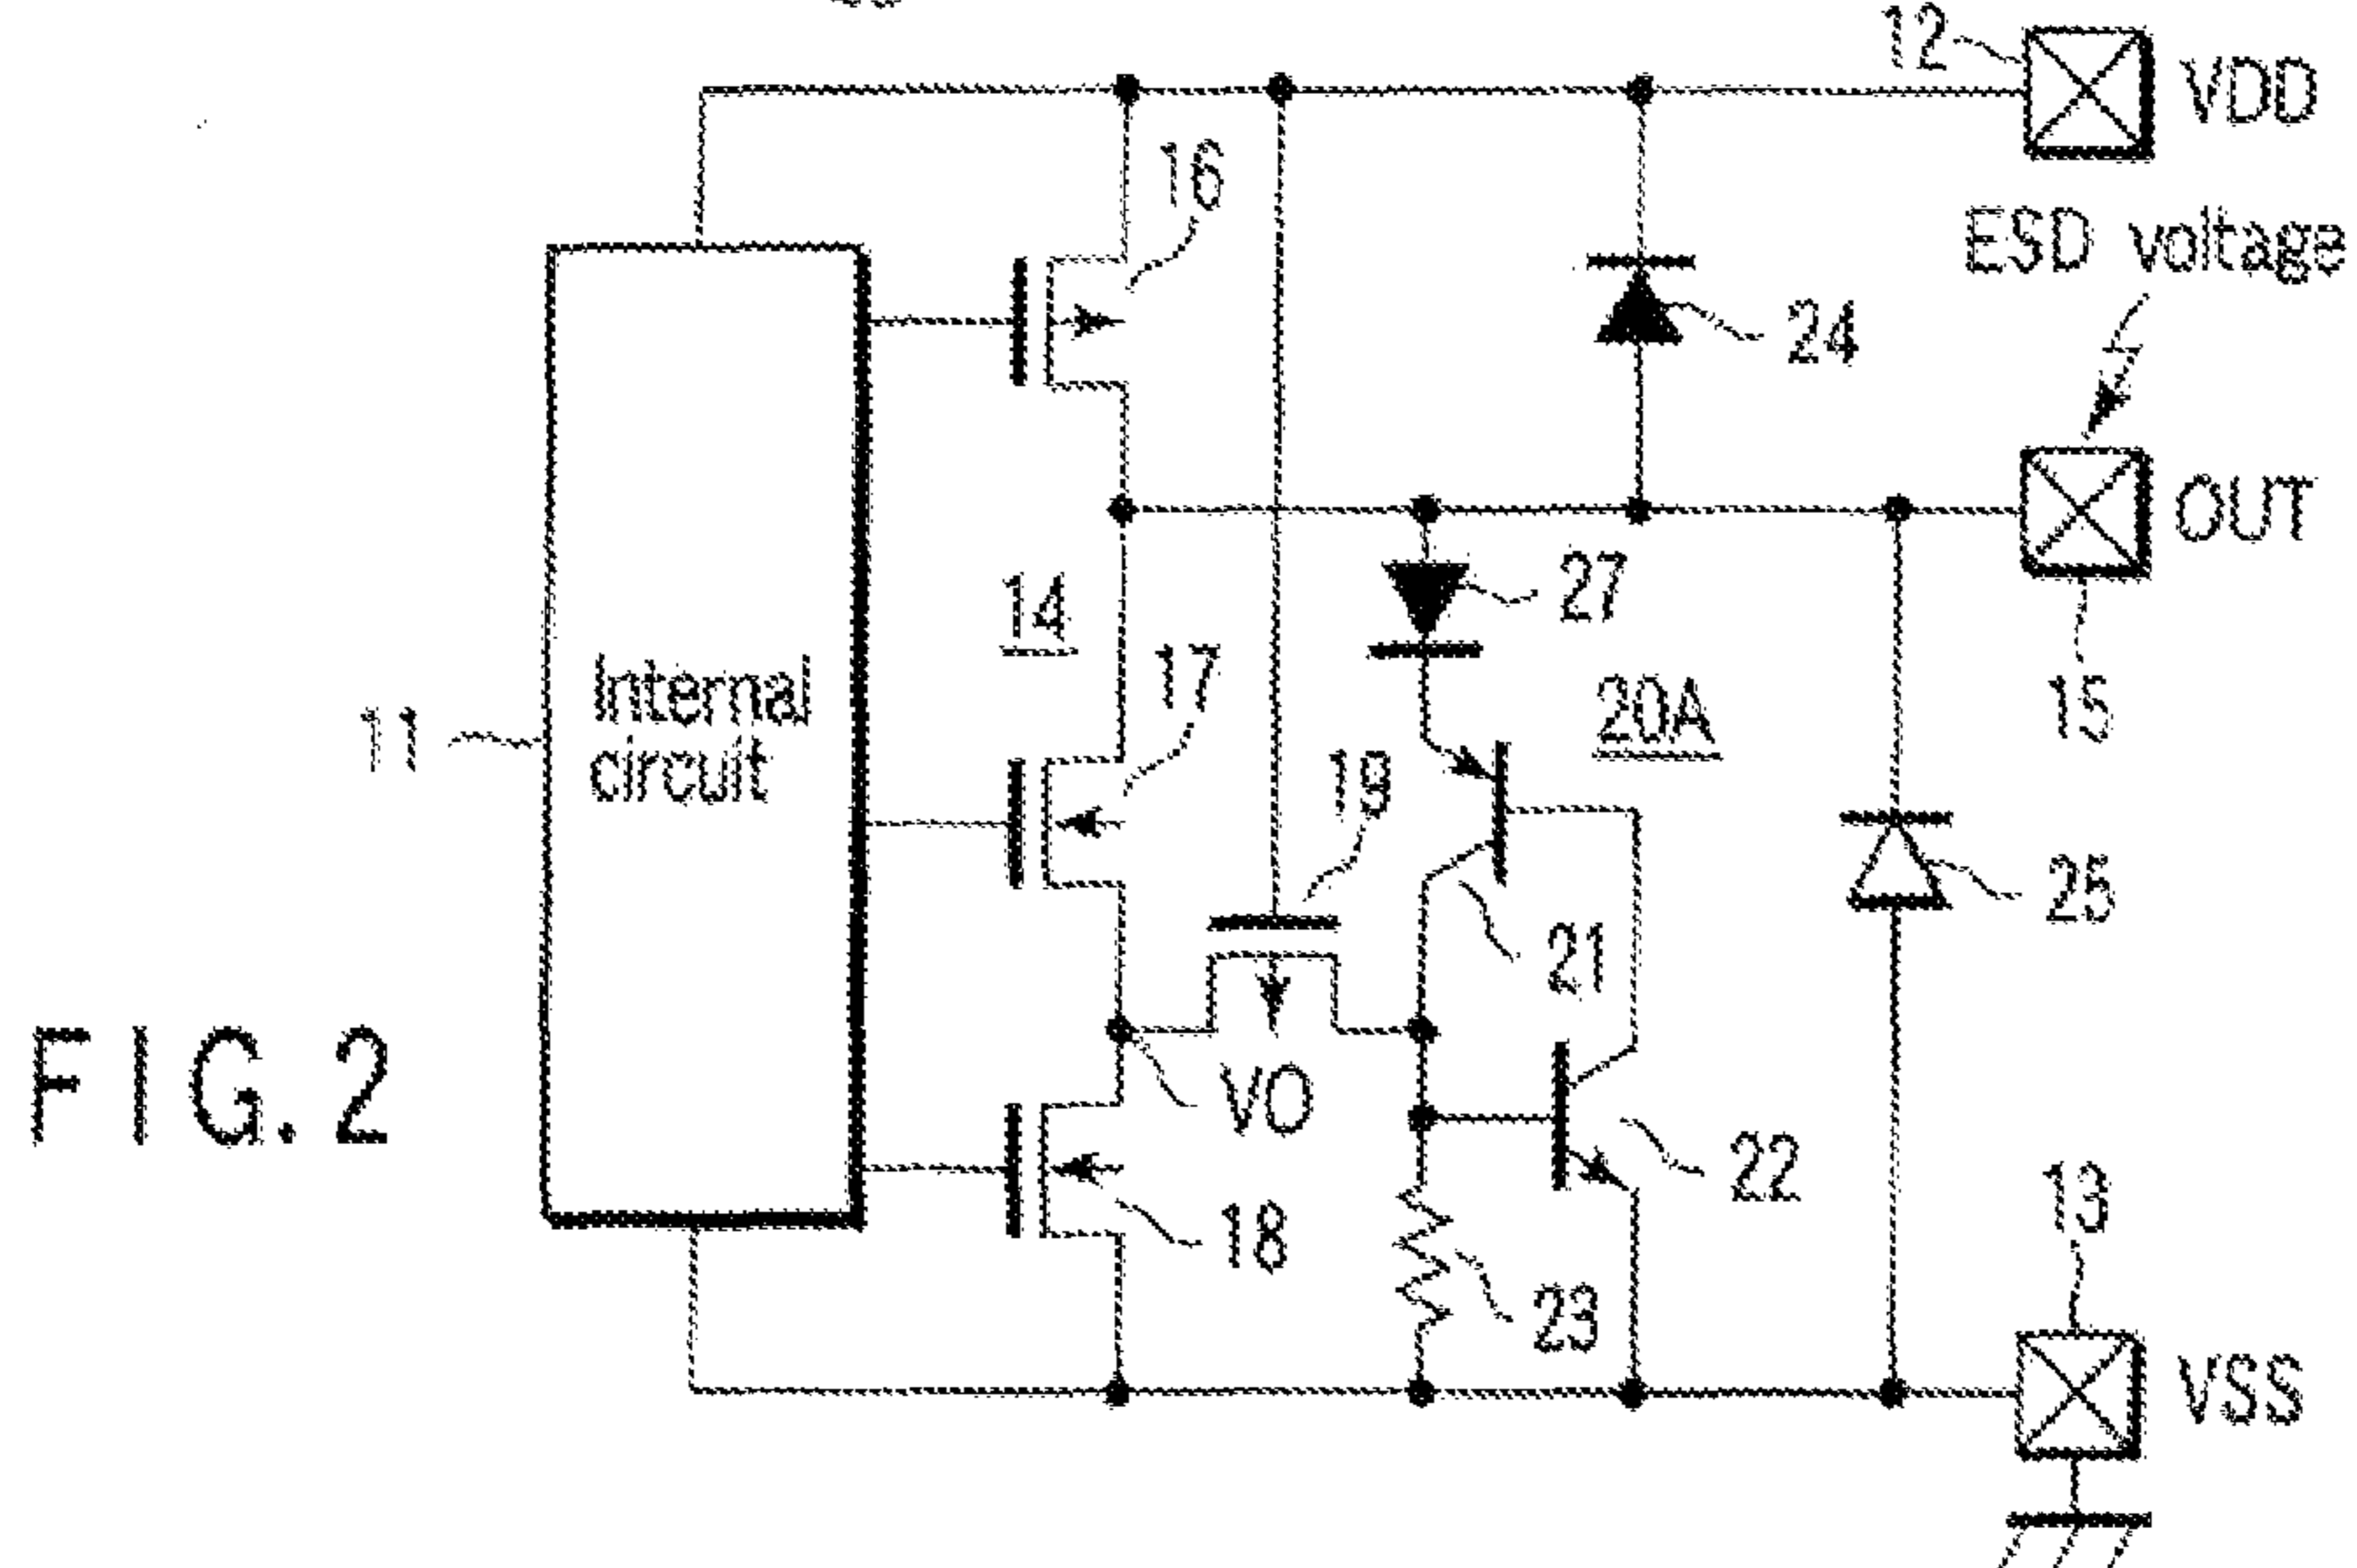 12
VDD
16
ESD voltage
24
OUT
27
14
17
20A
15
Internal
circuit
11
19
25
21
FIG. 2
VO
22
13
18
23
VSS